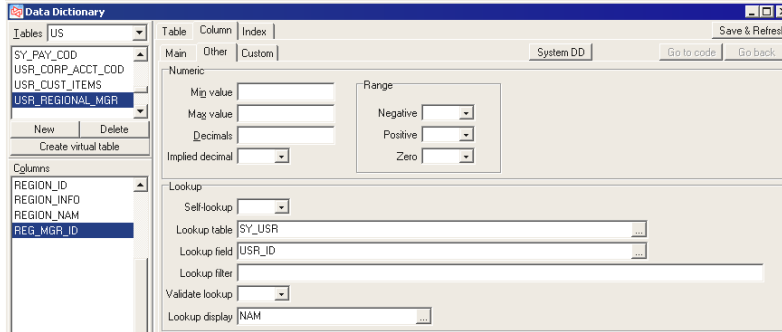 Data Dictionary
Tables US
SY_PAY_COD
USR_CORP_ACCT_COD
USR_CUST_ITEMS
USR_REGIONAL_MGR
New Delete
Create virtual table
Columns
REGION_ID
REGION_INFO
REGION_NAM
REG_MGR_ID
Table Column Index Save & Refresh
Main Other Custom System DD Go to code Go back
Numeric
Min value
Max value
Decimals
Implied decimal
Range
Negative
Positive
Zero
Lookup
Self-lookup
Lookup table SY_USR ...
Lookup field USR_ID ...
Lookup filter
Validate lookup
Lookup display NAM ...